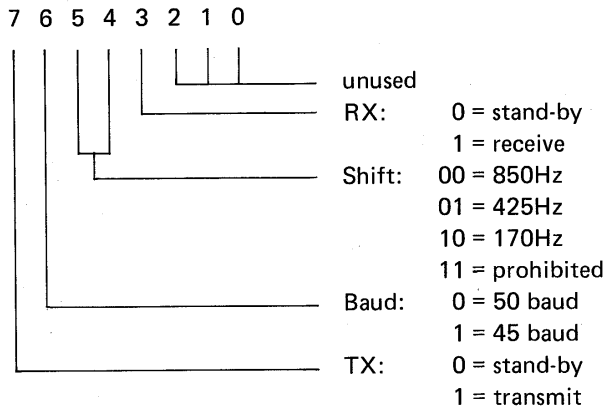 7 6 5 4 3 2 1 0
unused
RX: 0 = stand-by
1 = receive
Shift: 00 = 850Hz
01 = 425Hz
10 = 170Hz
11 = prohibited
Baud: 0 = 50 baud
1 = 45 baud
TX: 0 = stand-by
1 = transmit